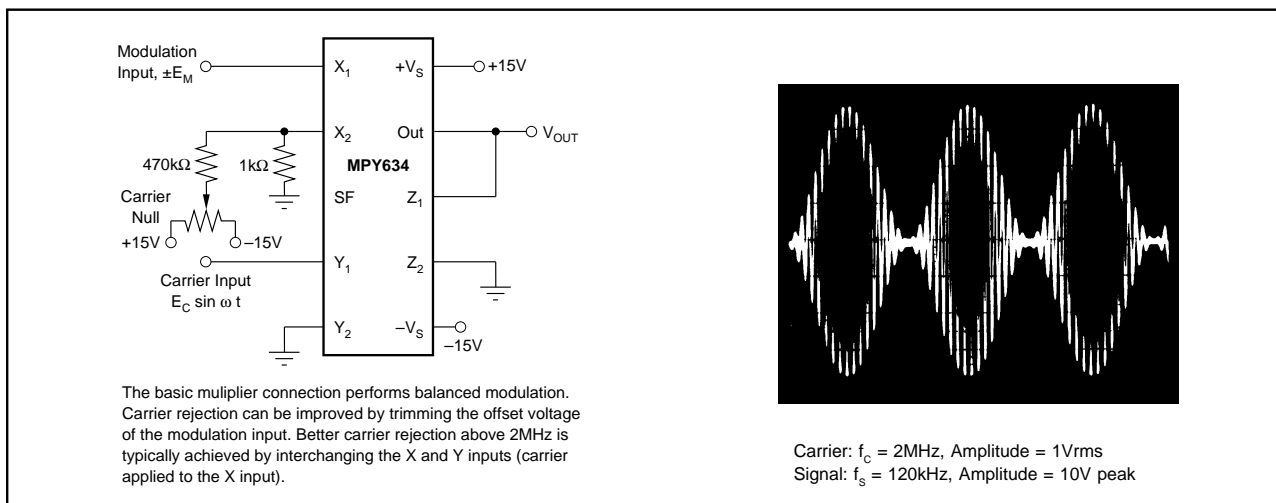 Modulation
Input, ±E_M
X_1
+V_S
+15V
X_2
Out
V_OUT
470kΩ
1kΩ
MPY634
Carrier
Null
SF
Z_1
+15V
–15V
Y_1
Z_2
Carrier Input
E_C sin ω t
Y_2
–V_S
–15V
The basic muliplier connection performs balanced modulation.
Carrier rejection can be improved by trimming the offset voltage
of the modulation input. Better carrier rejection above 2MHz is
typically achieved by interchanging the X and Y inputs (carrier
applied to the X input).
Carrier: f_C = 2MHz, Amplitude = 1Vrms
Signal: f_S = 120kHz, Amplitude = 10V peak